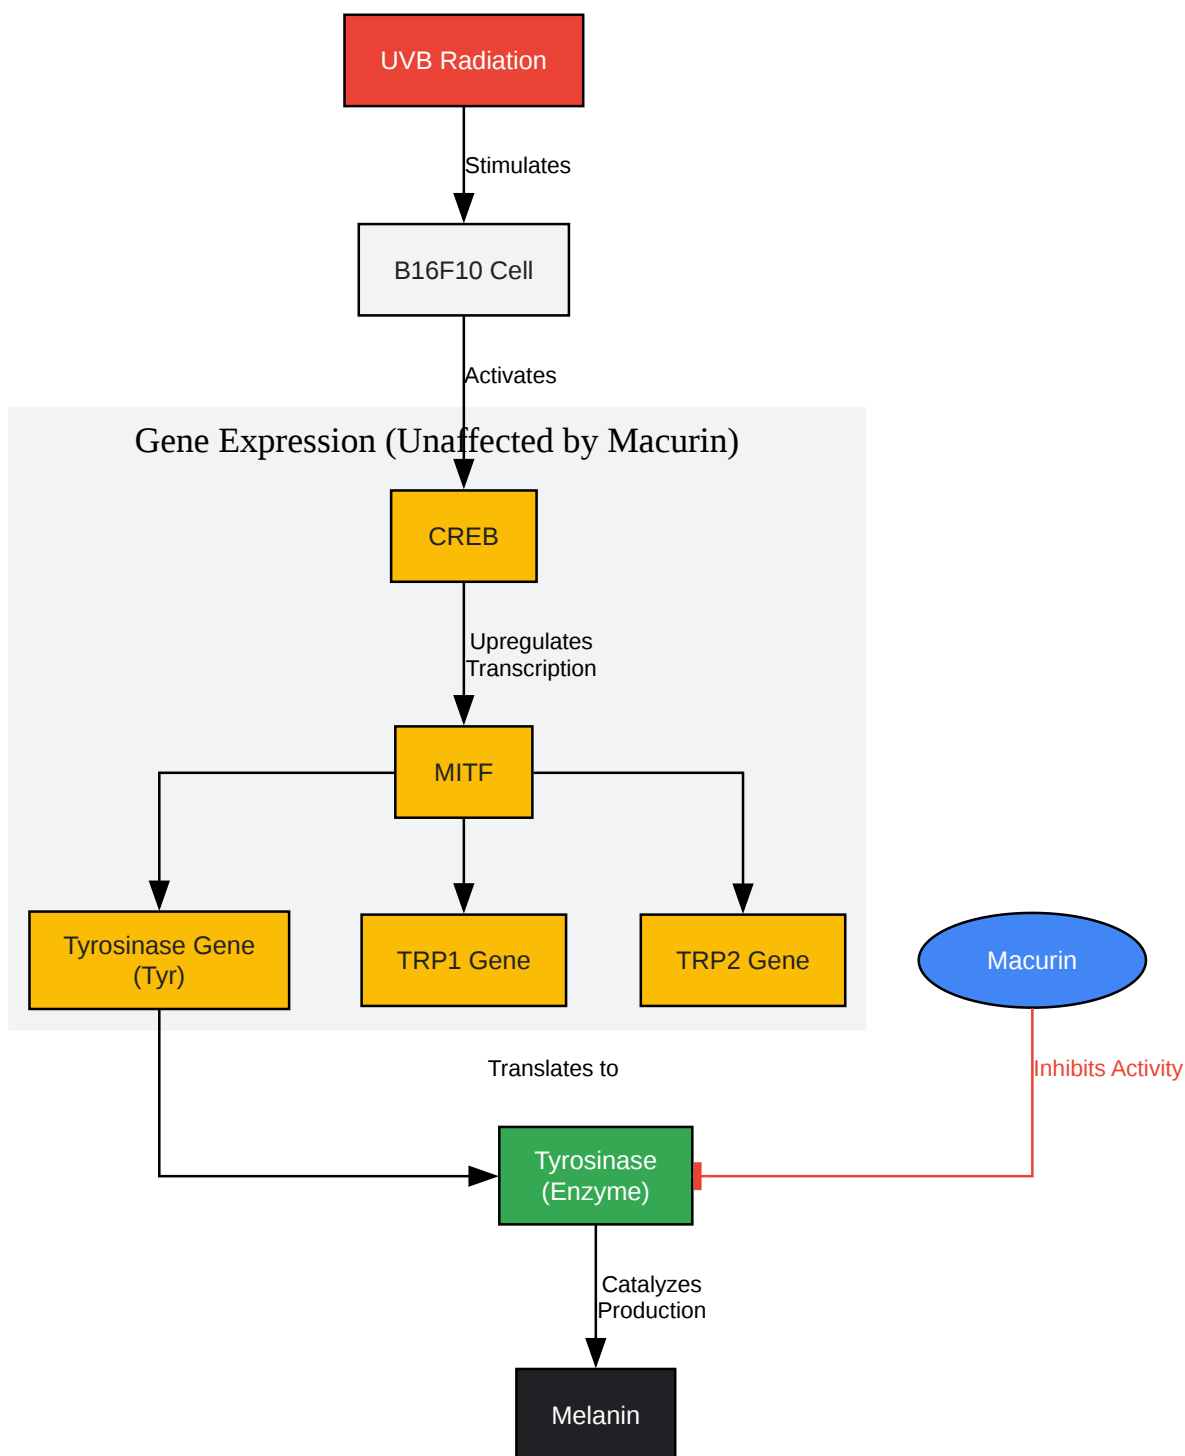 UVB Radiation
Stimulates
B16F10 Cell
Activates
Gene Expression (Unaffected by Macurin)
CREB
Upregulates
Transcription
MITF
Tyrosinase Gene
(Tyr)
TRP1 Gene
TRP2 Gene
Macurin
Translates to
Inhibits Activity
Tyrosinase
(Enzyme)
Catalyzes
Production
Melanin